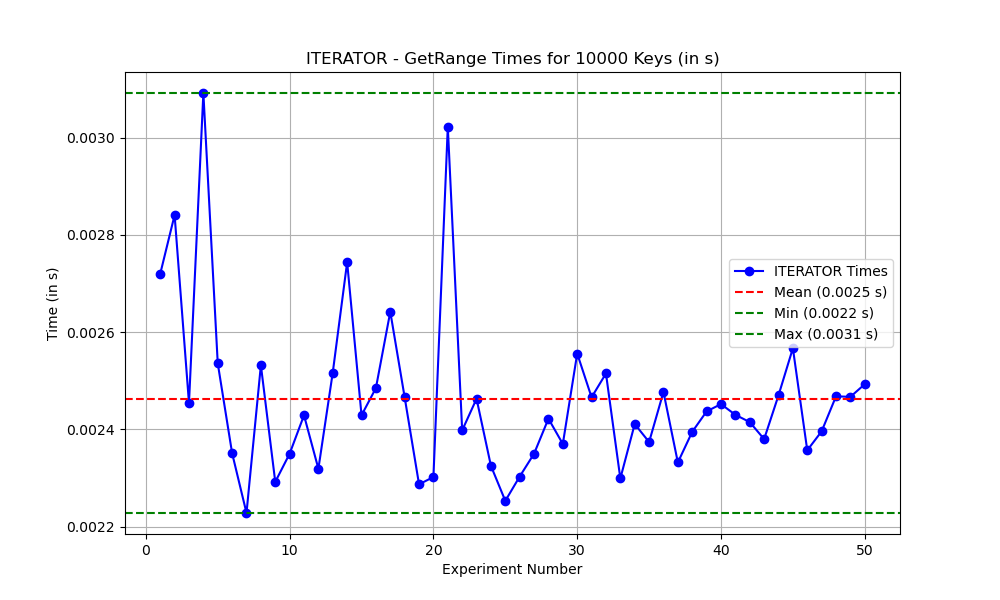 ITERATOR - GetRange Times for 10000 Keys (in s)
Time (in s)
0.0030
0.0028
0.0026
0.0024
0.0022
ITERATOR Times
Mean (0.0025 s)
Min (0.0022 s)
Max (0.0031 s)
0 10 20 30 40 50
Experiment Number